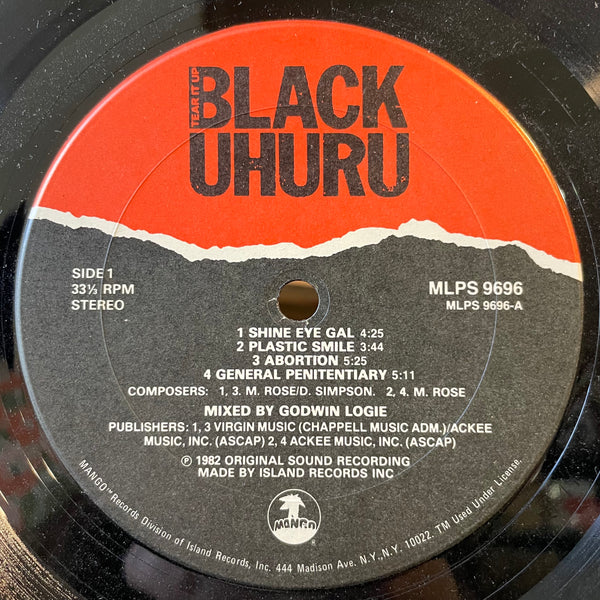 TEAR IT UP
BLACK
UHURU
SIDE 1
33⅓ RPM
STEREO
MLPS 9696
MLPS 9696-A
1 SHINE EYE GAL 4:25
2 PLASTIC SMILE 3:44
3 ABORTION 5:25
4 GENERAL PENITENTIARY 5:11
COMPOSERS: 1, 3. M. ROSE/D. SIMPSON. 2, 4. M. ROSE
MIXED BY GODWIN LOGIE
PUBLISHERS: 1, 3 VIRGIN MUSIC (CHAPPELL MUSIC ADM.)/ACKEE
MUSIC, INC. (ASCAP) 2, 4 ACKEE MUSIC, INC. (ASCAP)
℗ 1982 ORIGINAL SOUND RECORDING
MADE BY ISLAND RECORDS INC
MANGO
®
MANGO™ Records Division of Island Records, Inc. 444 Madison Ave. N.Y., N.Y. 10022. TM Used Under License.